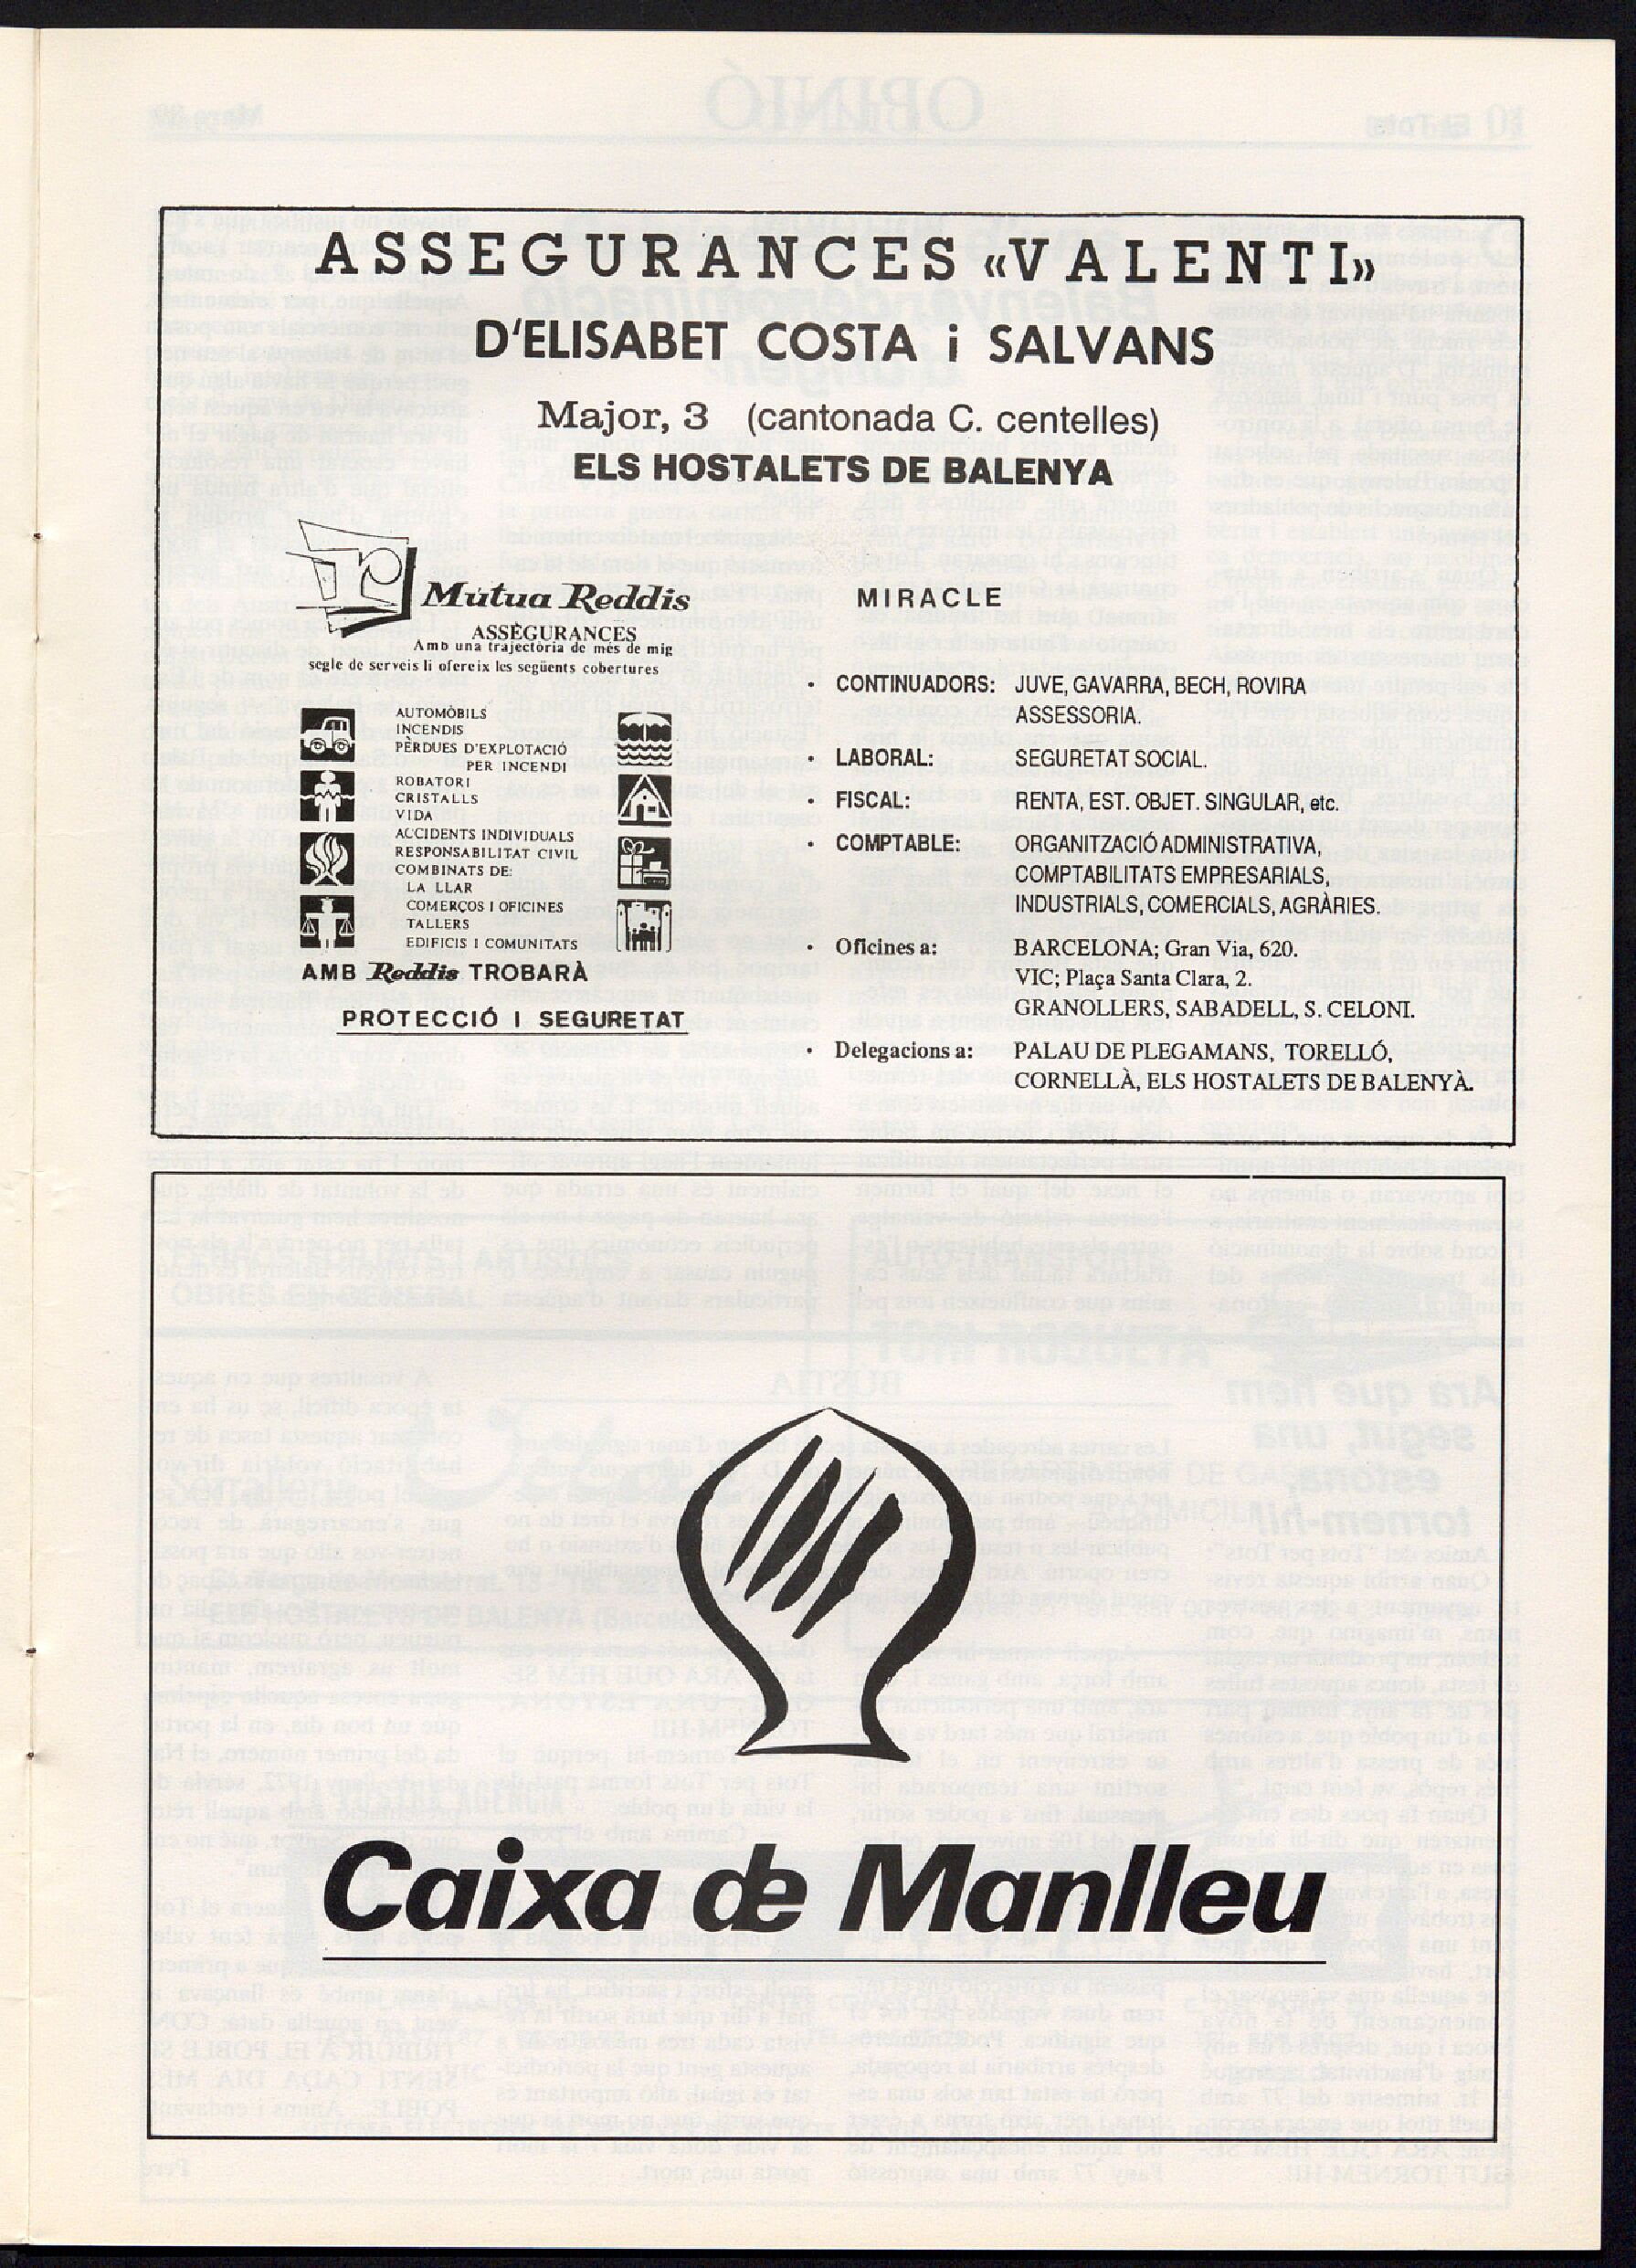 ASSEGURANCES «VALENTI»
D'ELISABET COSTA i SALVANS
Major, 3 (cantonada C. centelles)
ELS HOSTALETS DE BALENYA
Mútua Reddis
ASSEGURANCES
Amb una trajectòria de més de mig
segle de serveis li ofereix les següents cobertures
AUTOMÒBILS
INCENDIS
PÈRDUES D'EXPLOTACIÓ
PER INCENDI
ROBATORI
CRISTALLS
VIDA
ACCIDENTS INDIVIDUALS
RESPONSABILITAT CIVIL
COMBINATS DE:
LA LLAR
COMERÇOS I OFICINES
TALLERS
EDIFICIS I COMUNITATS
AMB Reddis TROBARÀ
PROTECCIÓ I SEGURETAT
MIRACLE
• CONTINUADORS: JUVE, GAVARRA, BECH, ROVIRA
ASSESSORIA.
• LABORAL: SEGURETAT SOCIAL.
• FISCAL: RENTA, EST. OBJET. SINGULAR, etc.
• COMPTABLE: ORGANITZACIÓ ADMINISTRATIVA,
COMPTABILITATS EMPRESARIALS,
INDUSTRIALS, COMERCIALS, AGRÀRIES.
• Oficines a: BARCELONA; Gran Via, 620.
VIC; Plaça Santa Clara, 2.
GRANOLLERS, SABADELL, S. CELONI.
• Delegacions a: PALAU DE PLEGAMANS, TORELLÓ,
CORNELLÀ, ELS HOSTALETS DE BALENYÀ.
Caixa de Manlleu